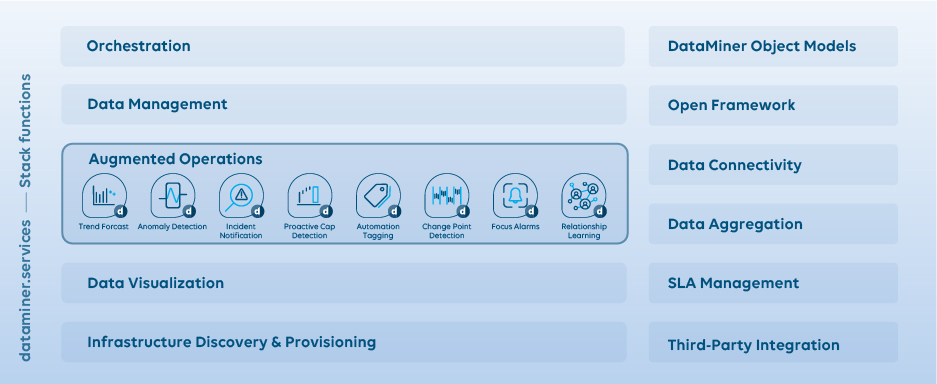 dataminer.services — Stack functions
Orchestration
Data Management
Augmented Operations
Trend Forcast
Anomaly Detection
Incident
Notification
Proactive Cap
Detection
Automation
Tagging
Change Point
Detection
Focus Alarms
Relationship
Learning
d
d
d
d
d
d
d
d
Data Visualization
Infrastructure Discovery & Provisioning
DataMiner Object Models
Open Framework
Data Connectivity
Data Aggregation
SLA Management
Third-Party Integration